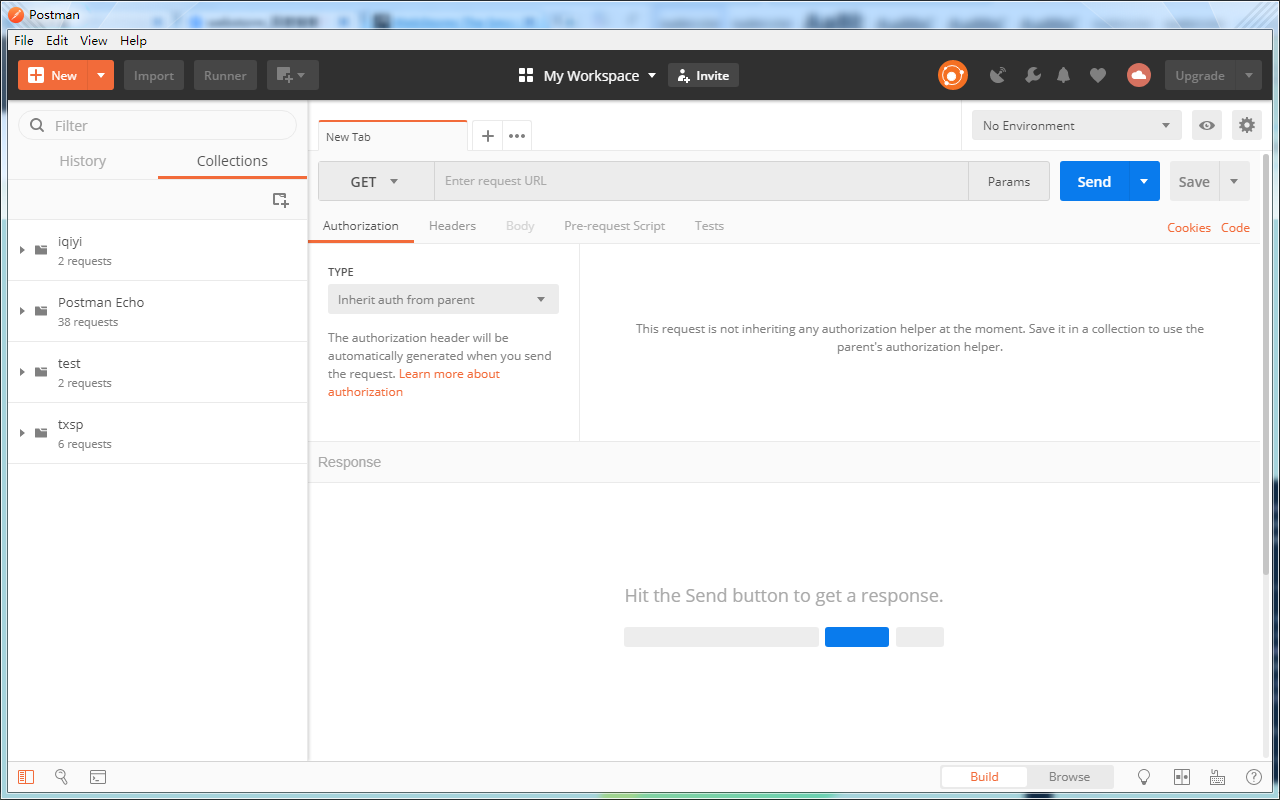 Postman
File Edit View Help
New Import Runner My Workspace Invite Upgrade
Filter
History Collections
iqiyi
2 requests
Postman Echo
38 requests
test
2 requests
txsp
6 requests
New Tab
No Environment
GET Enter request URL Params Send Save
Authorization Headers Body Pre-request Script Tests Cookies Code
TYPE
Inherit auth from parent
The authorization header will be
automatically generated when you send
the request. Learn more about
authorization
This request is not inheriting any authorization helper at the moment. Save it in a collection to use the
parent's authorization helper.
Response
Hit the Send button to get a response.
Build Browse